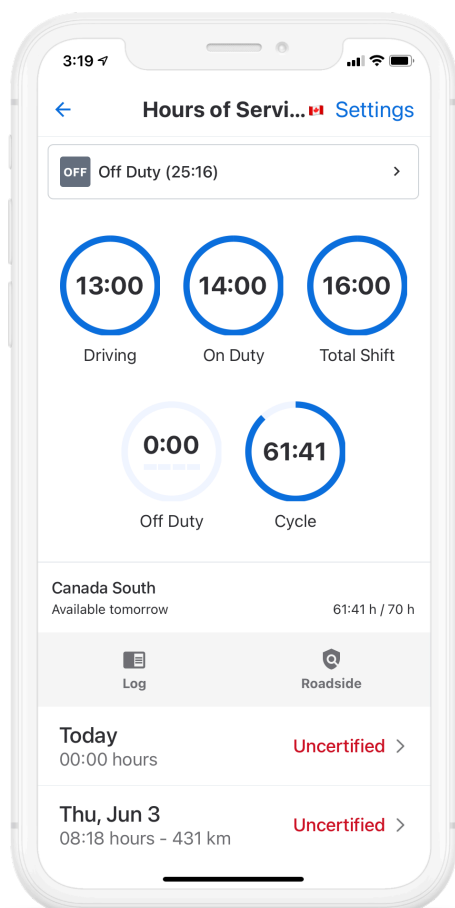 3:19
Hours of Servi... Settings
OFF Off Duty (25:16)
13:00 14:00 16:00
Driving On Duty Total Shift
0:00 61:41
Off Duty Cycle
Canada South
Available tomorrow 61:41 h / 70 h
Log Roadside
Today
00:00 hours
Uncertified
Thu, Jun 3
08:18 hours - 431 km
Uncertified